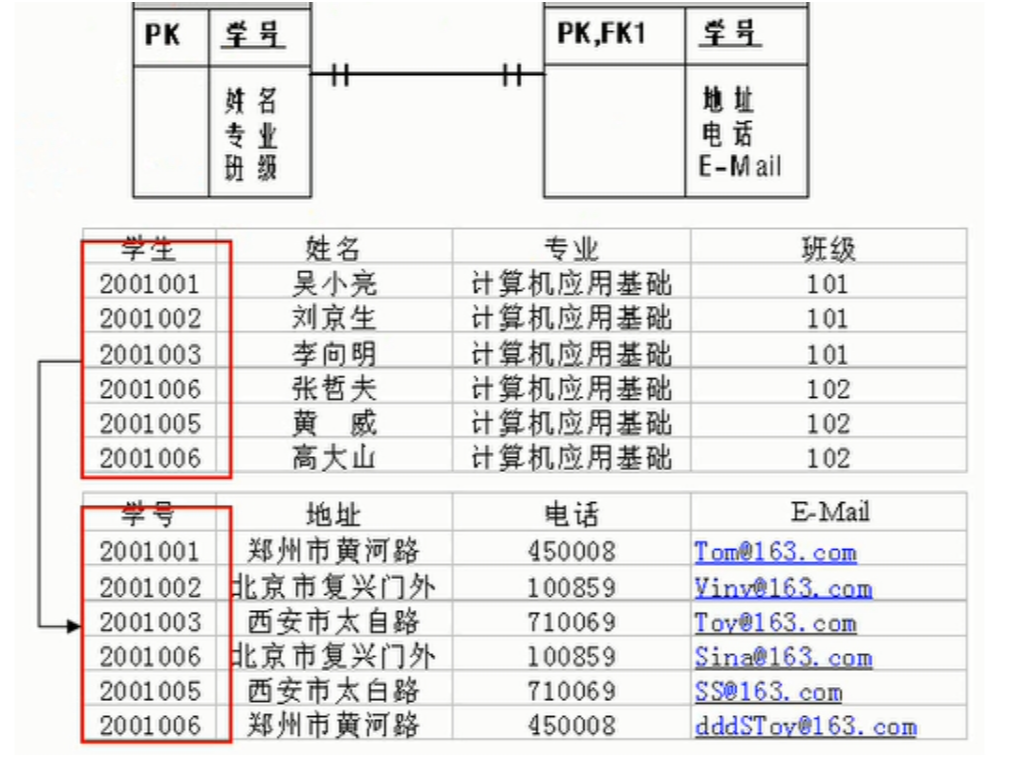 PK 学号 PK,FK1 学号
姓名 地址
专业 电话
班级 E-Mail
学生 姓名 专业 班级
2001001 吴小亮 计算机应用基础 101
2001002 刘京生 计算机应用基础 101
2001003 李向明 计算机应用基础 101
2001006 张哲夫 计算机应用基础 102
2001005 黄 威 计算机应用基础 102
2001006 高大山 计算机应用基础 102
学号 地址 电话 E-Mail
2001001 郑州市黄河路 450008 Tom@163.com
2001002 北京市复兴门外 100859 Viny@163.com
2001003 西安市太白路 710069 Toy@163.com
2001006 北京市复兴门外 100859 Sina@163.com
2001005 西安市太白路 710069 SS@163.com
2001006 郑州市黄河路 450008 dddSToy@163.com